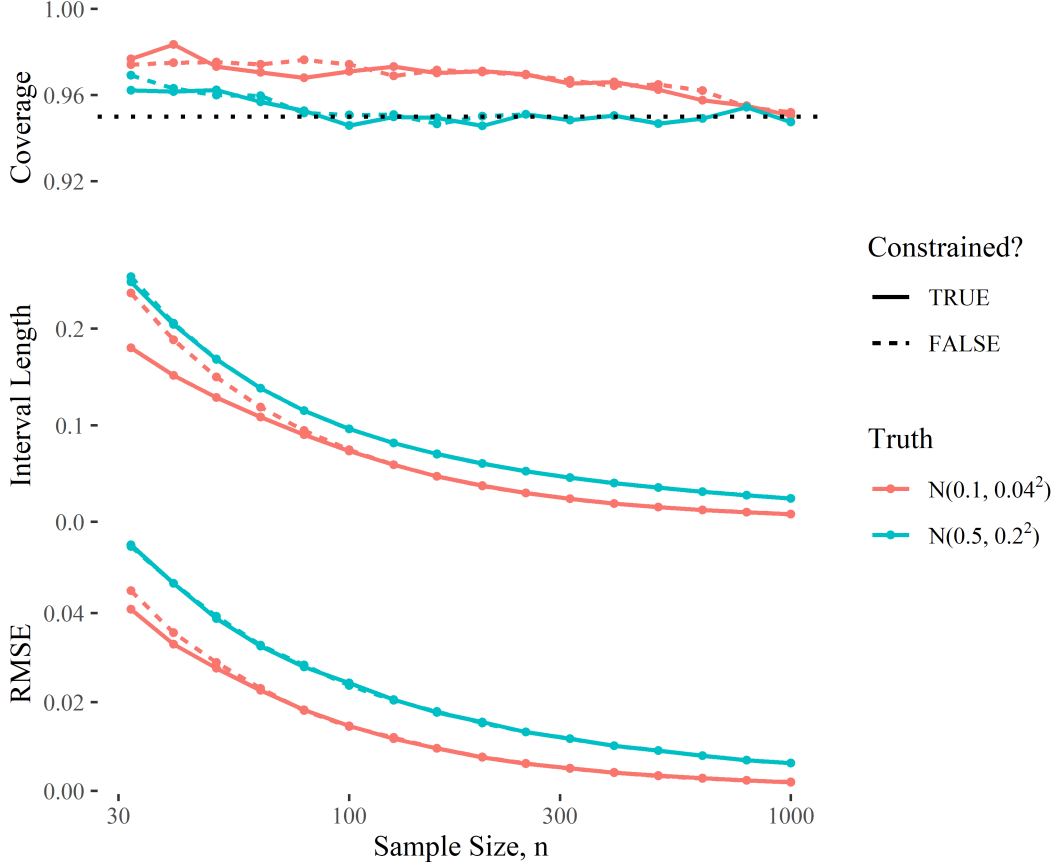 1.00
0.96
0.92
Coverage
0.2
0.1
0.0
Interval Length
0.04
0.02
0.00
RMSE
30
100
300
1000
Sample Size, n
Constrained?
TRUE
FALSE
Truth
N(0.1, 0.04²)
N(0.5, 0.2²)